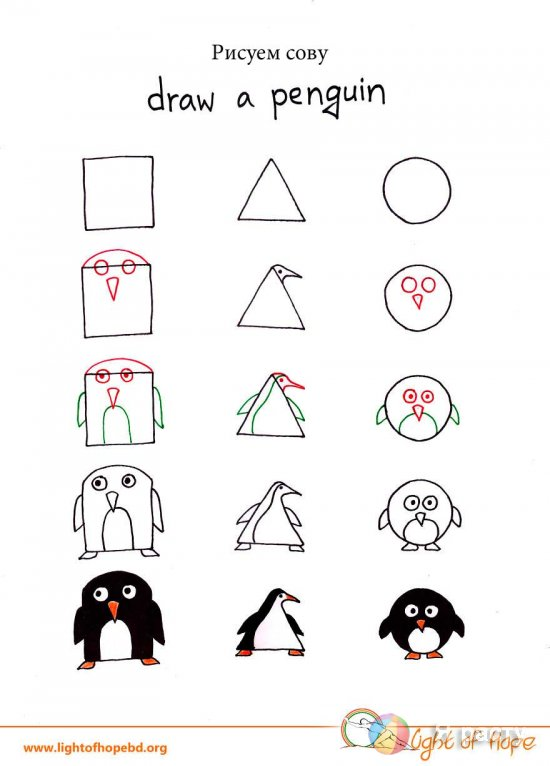 Рисуем сову
draw a penguin
www.lightofhopebd.org
Light of Hope